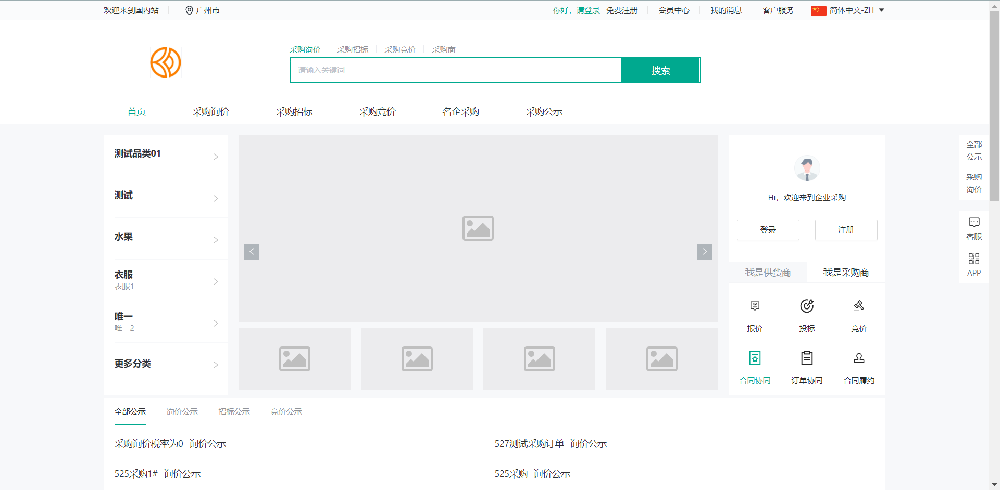 欢迎来到国内站 广州市 你好，请登录 免费注册 会员中心 我的消息 客户服务 简体中文-ZH
采购询价 采购招标 采购竞价 采购商
请输入关键词 搜索
首页 采购询价 采购招标 采购竞价 名企采购 采购公示
测试品类01
测试
水果
衣服
衣服1
唯一
唯一2
更多分类
Hi，欢迎来到企业采购
登录 注册
我是供货商 我是采购商
报价 投标 竞价
合同协同 订单协同 合同履约
全部
公示
采购
询价
客服
APP
全部公示 询价公示 招标公示 竞价公示
采购询价税率为0- 询价公示 527测试采购订单- 询价公示
525采购1#- 询价公示 525采购- 询价公示